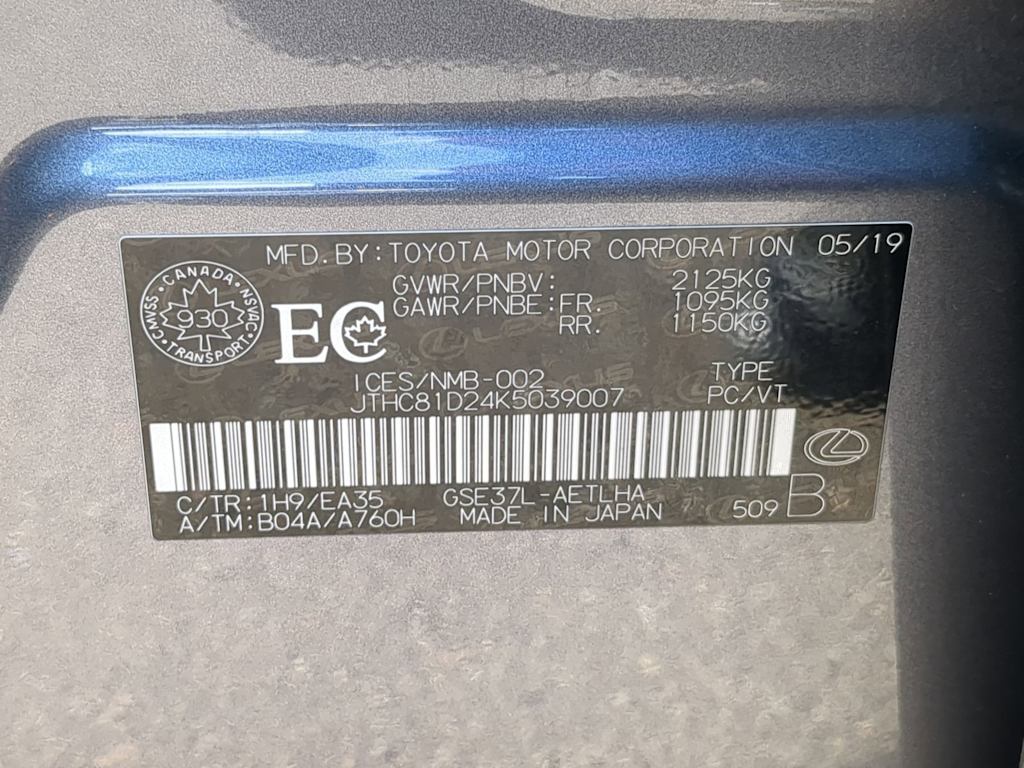 MFD.BY:TOYOTA MOTOR CORPORATION 05/19
GVWR/PNBV: 2125KG
GAWR/PNBE:FR. 1095KG
RR. 1150KG
CANADA
CMVSS 930 NSVAC
TRANSPORT
EC
ICES/NMB-002 TYPE
JTHC81D24K5039007 PC/VT
C/TR:1H9/EA35 GSE37L-AETLHA
A/TM:B04A/A760H MADE IN JAPAN 509 B